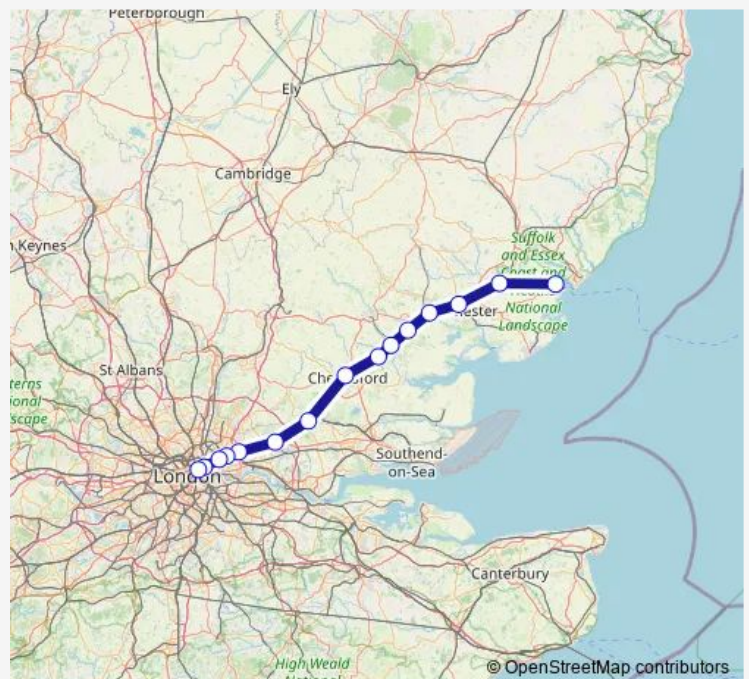 Peterborough
Ely
Cambridge
n Keynes
Suffolk
and Essex
Coast and
National
Landscape
St Albans
terns
ional
scape
Southend-
on-Sea
London
Canterbury
High Weald
National
© OpenStreetMap contributors